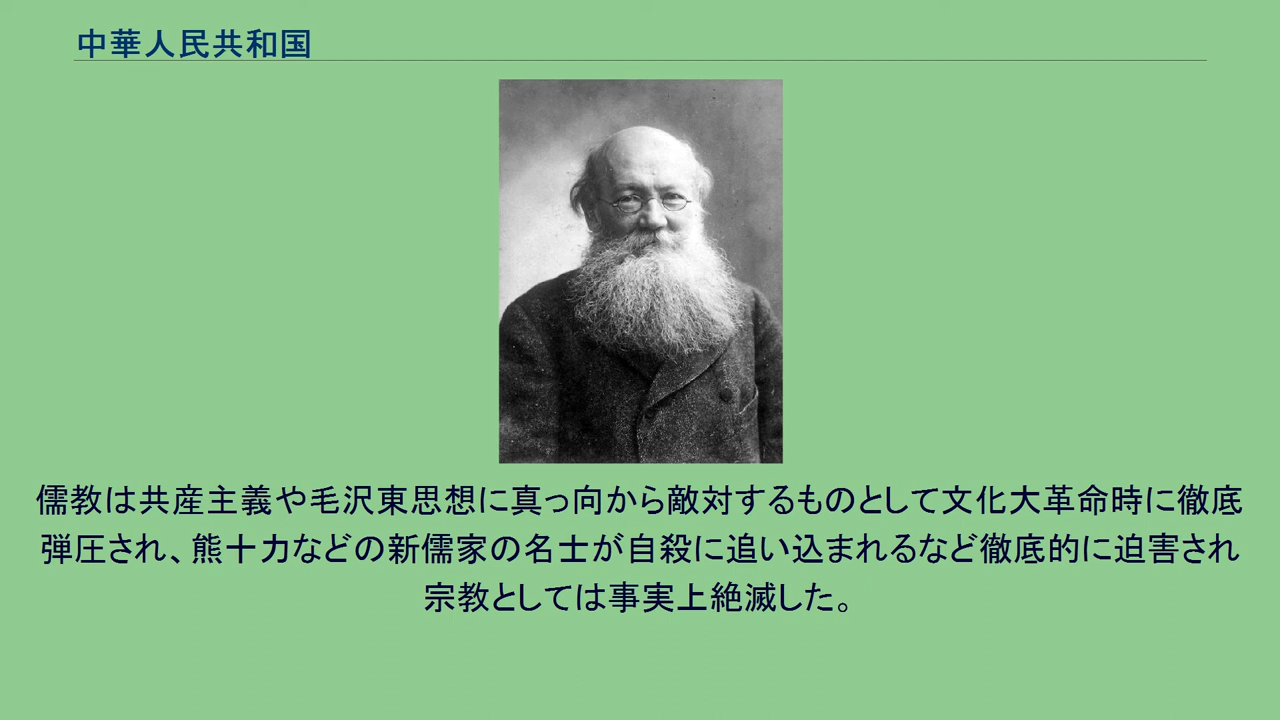 中華人民共和国
儒教は共産主義や毛沢東思想に真っ向から敵対するものとして文化大革命時に徹底
弾圧され、熊十力などの新儒家の名士が自殺に追い込まれるなど徹底的に迫害され
宗教としては事実上絶滅した。